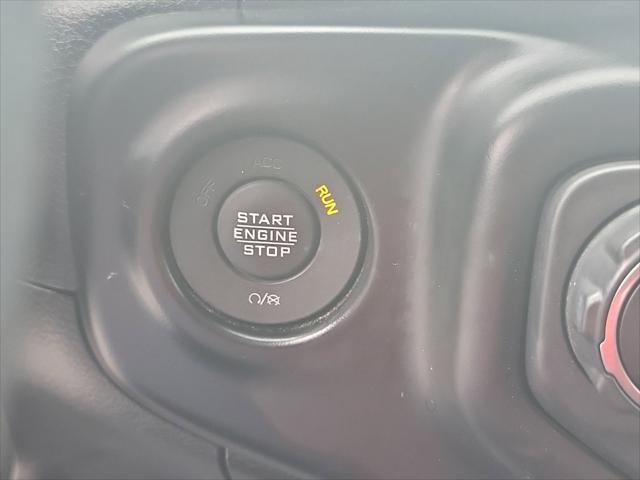 ACC
OFF
RUN
START
ENGINE
STOP